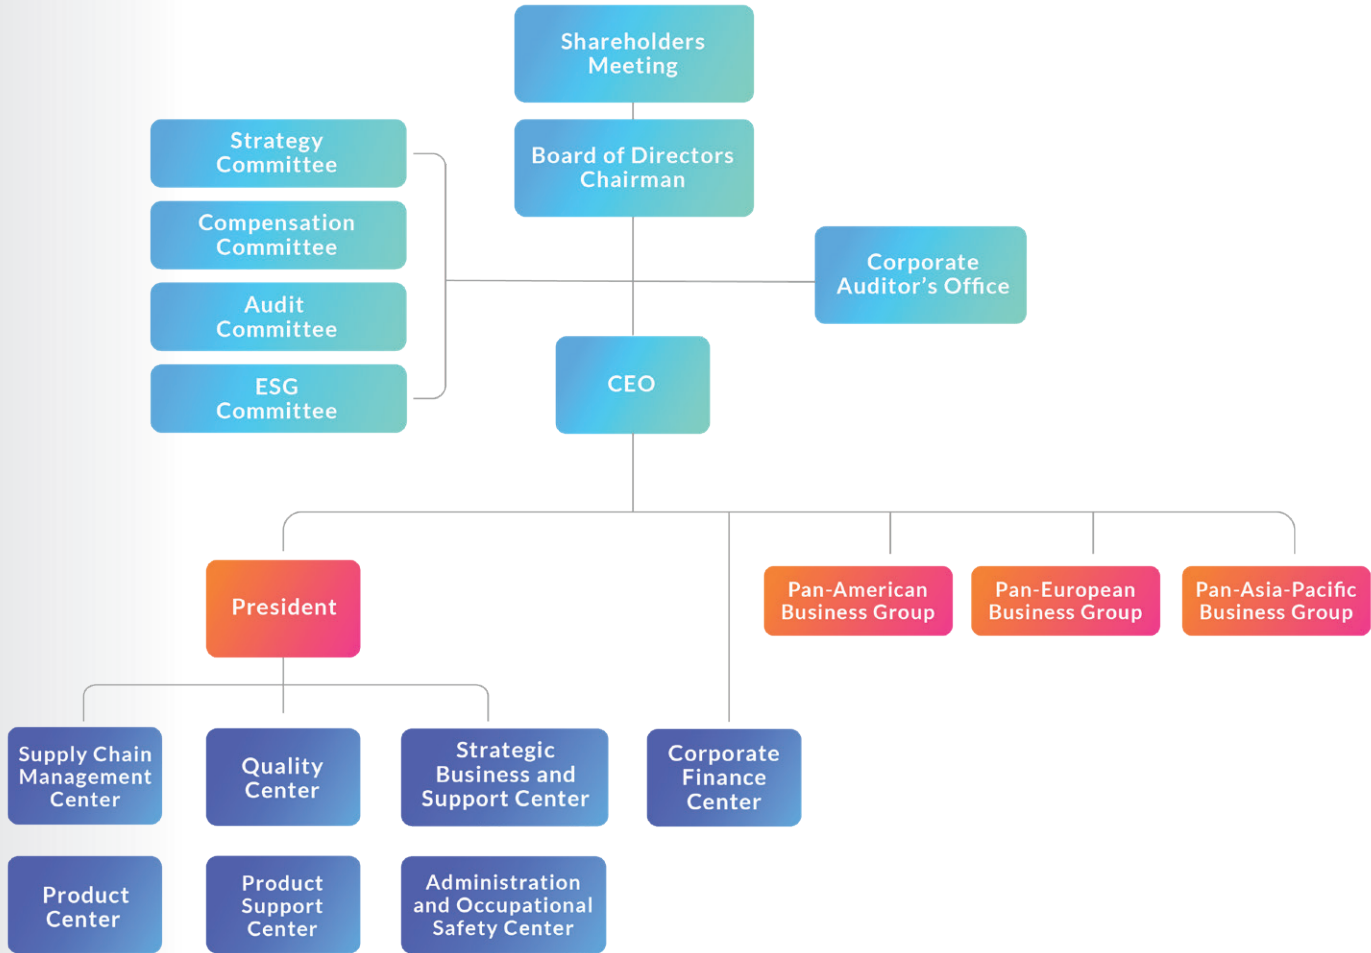 Shareholders
Meeting
Board of Directors
Chairman
Strategy
Committee
Compensation
Committee
Audit
Committee
ESG
Committee
Corporate
Auditor's Office
CEO
President
Pan-American
Business Group
Pan-European
Business Group
Pan-Asia-Pacific
Business Group
Supply Chain
Management
Center
Quality
Center
Strategic
Business and
Support Center
Corporate
Finance
Center
Product
Center
Product
Support
Center
Administration
and Occupational
Safety Center